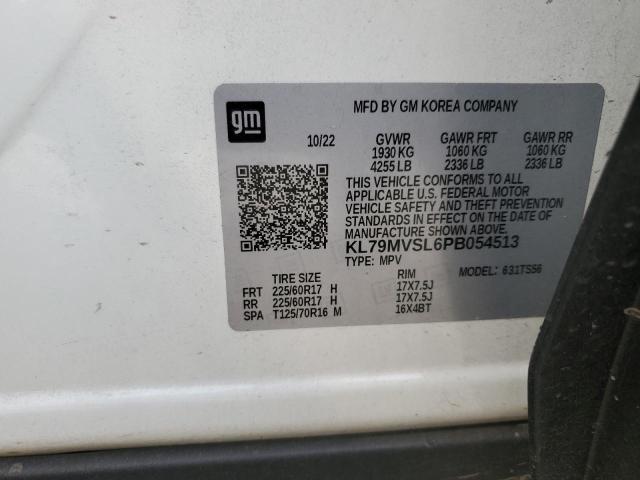 gm
MFD BY GM KOREA COMPANY
10/22 GVWR GAWR FRT GAWR RR
1930 KG 1060 KG 1060 KG
4255 LB 2336 LB 2336 LB
THIS VEHICLE CONFORMS TO ALL
APPLICABLE U.S. FEDERAL MOTOR
VEHICLE SAFETY AND THEFT PREVENTION
STANDARDS IN EFFECT ON THE DATE OF
MANUFACTURE SHOWN ABOVE.
KL79MVSL6PB054513
TYPE: MPV
TIRE SIZE RIM MODEL: 631TSS6
FRT 225/60R17 H 17X7.5J
RR 225/60R17 H 17X7.5J
SPA T125/70R16 M 16X4BT